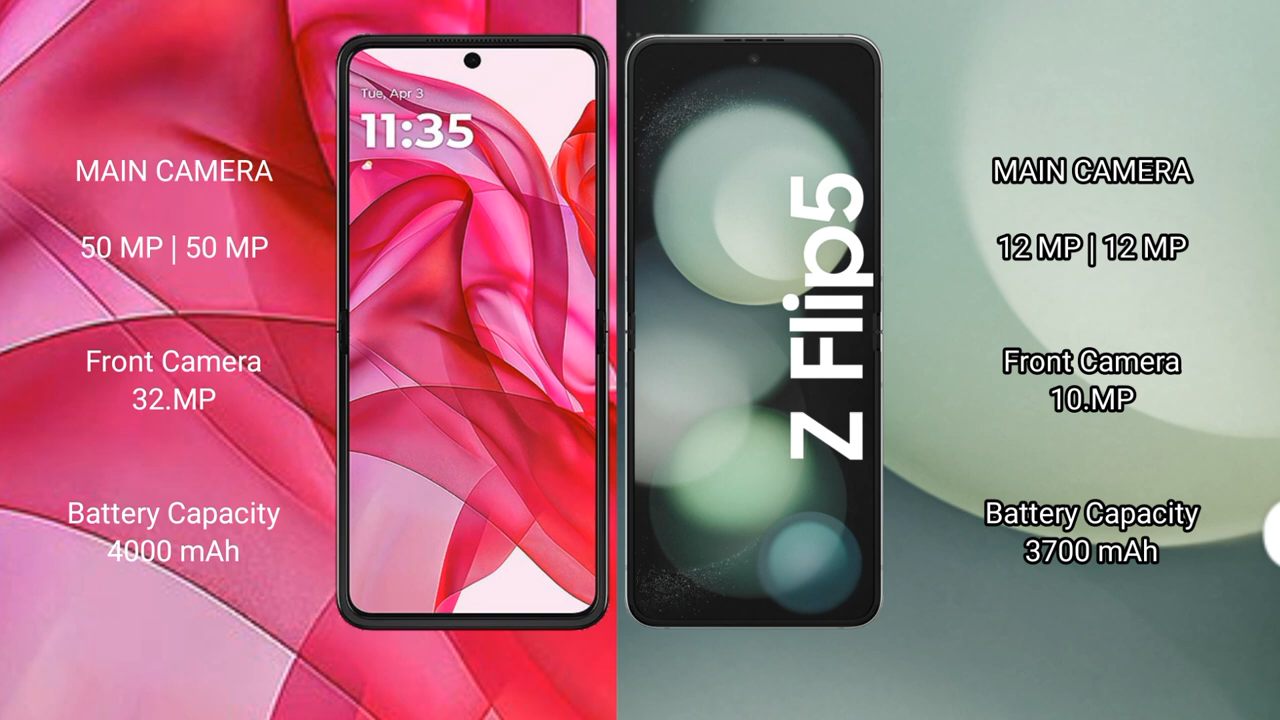 MAIN CAMERA
50 MP | 50 MP
Front Camera
32.MP
Battery Capacity
4000 mAh
Tue, Apr 3
11:35
Z Flip5
MAIN CAMERA
12 MP | 12 MP
Front Camera
10.MP
Battery Capacity
3700 mAh